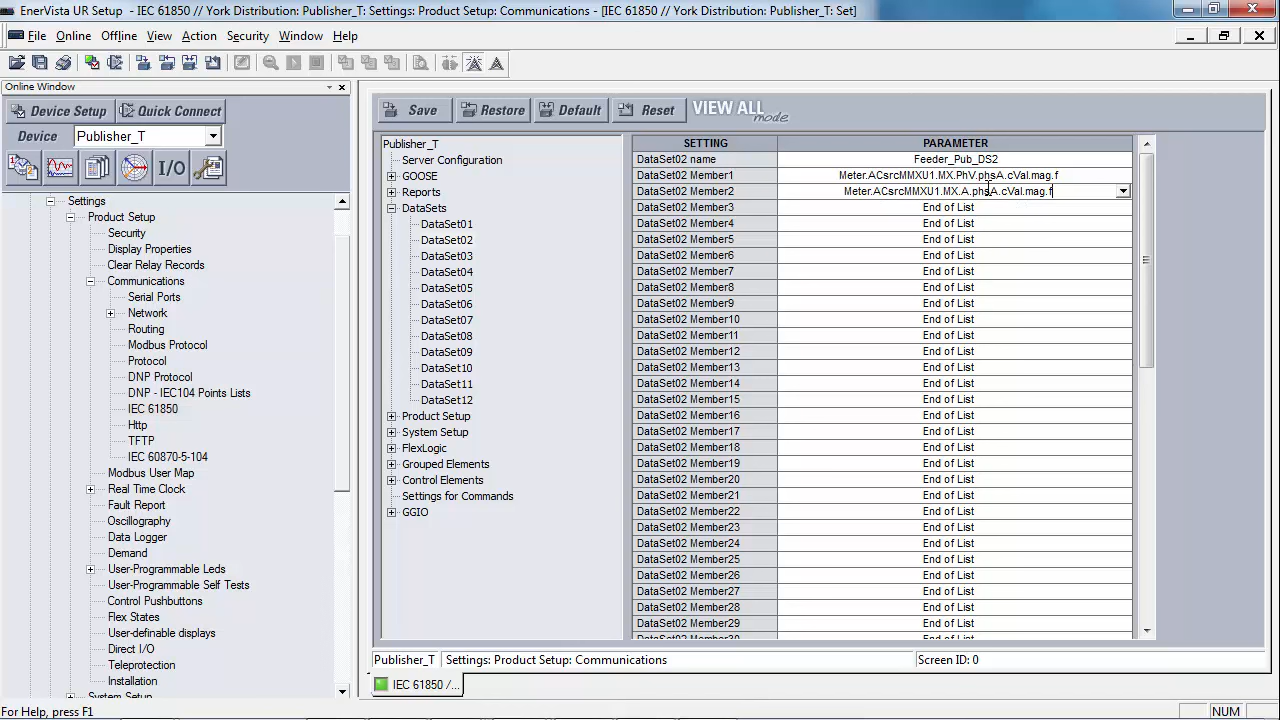 EnerVista UR Setup - IEC 61850 // York Distribution: Publisher_T: Settings: Product Setup: Communications - [IEC 61850 // York Distribution: Publisher_T: Set]
File Online Offline View Action Security Window Help
Online Window
Device Setup Quick Connect
Device Publisher_T
I/O
Settings
Product Setup
Security
Display Properties
Clear Relay Records
Communications
Serial Ports
Network
Routing
Modbus Protocol
Protocol
DNP Protocol
DNP - IEC104 Points Lists
IEC 61850
Http
TFTP
IEC 60870-5-104
Modbus User Map
Real Time Clock
Fault Report
Oscillography
Data Logger
Demand
User-Programmable Leds
User-Programmable Self Tests
Control Pushbuttons
Flex States
User-definable displays
Direct I/O
Teleprotection
Installation
System Setup
Save Restore Default Reset VIEW ALL mode
Publisher_T
Server Configuration
GOOSE
Reports
DataSets
DataSet01
DataSet02
DataSet03
DataSet04
DataSet05
DataSet06
DataSet07
DataSet08
DataSet09
DataSet10
DataSet11
DataSet12
Product Setup
System Setup
FlexLogic
Grouped Elements
Control Elements
Settings for Commands
GGIO
SETTING PARAMETER
DataSet02 name Feeder_Pub_DS2
DataSet02 Member1 Meter.ACsrcMMXU1.MX.PhV.phsA.cVal.mag.f
DataSet02 Member2 Meter.ACsrcMMXU1.MX.A.phsA.cVal.mag.f
DataSet02 Member3 End of List
DataSet02 Member4 End of List
DataSet02 Member5 End of List
DataSet02 Member6 End of List
DataSet02 Member7 End of List
DataSet02 Member8 End of List
DataSet02 Member9 End of List
DataSet02 Member10 End of List
DataSet02 Member11 End of List
DataSet02 Member12 End of List
DataSet02 Member13 End of List
DataSet02 Member14 End of List
DataSet02 Member15 End of List
DataSet02 Member16 End of List
DataSet02 Member17 End of List
DataSet02 Member18 End of List
DataSet02 Member19 End of List
DataSet02 Member20 End of List
DataSet02 Member21 End of List
DataSet02 Member22 End of List
DataSet02 Member23 End of List
DataSet02 Member24 End of List
DataSet02 Member25 End of List
DataSet02 Member26 End of List
DataSet02 Member27 End of List
DataSet02 Member28 End of List
DataSet02 Member29 End of List
DataSet02 Member30 End of List
Publisher_T Settings: Product Setup: Communications Screen ID: 0
IEC 61850 /...
For Help, press F1 NUM